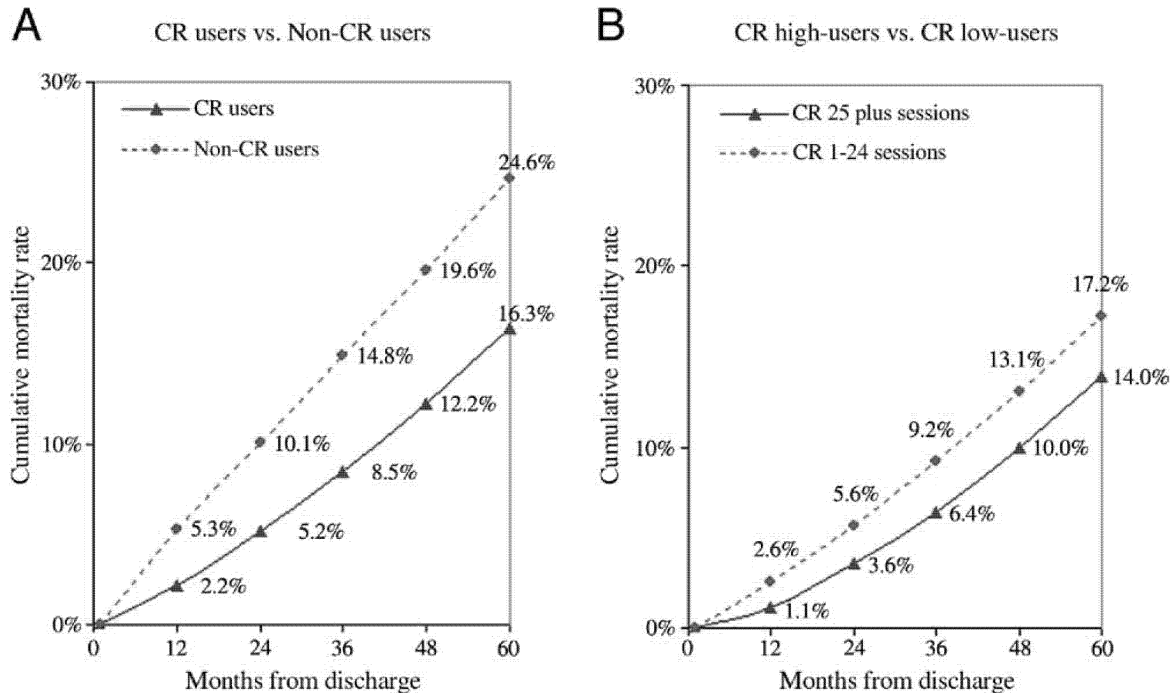 A
CR users vs. Non-CR users
30%
20%
10%
0%
Cumulative mortality rate
CR users
Non-CR users
24.6%
19.6%
16.3%
14.8%
12.2%
10.1%
8.5%
5.3%
5.2%
2.2%
0 12 24 36 48 60
Months from discharge
B
CR high-users vs. CR low-users
30%
20%
10%
0%
Cumulative mortality rate
CR 25 plus sessions
CR 1-24 sessions
17.2%
14.0%
13.1%
10.0%
9.2%
6.4%
5.6%
3.6%
2.6%
1.1%
0 12 24 36 48 60
Months from discharge